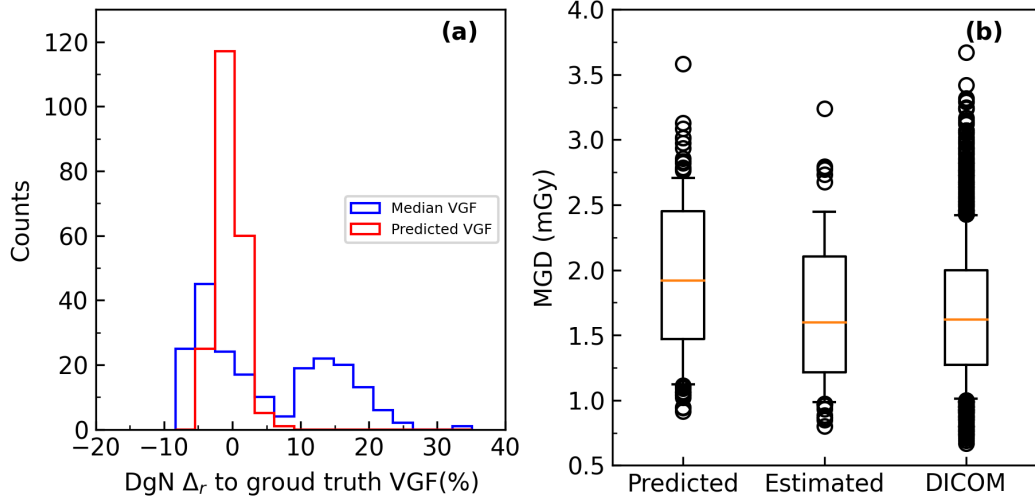 (a)
120
100
80
60
40
20
0
Counts
Median VGF
Predicted VGF
−20 −10 0 10 20 30 40
DgN Δr to groud truth VGF(%)
(b)
4.0
3.5
3.0
2.5
2.0
1.5
1.0
0.5
MGD (mGy)
Predicted Estimated DICOM